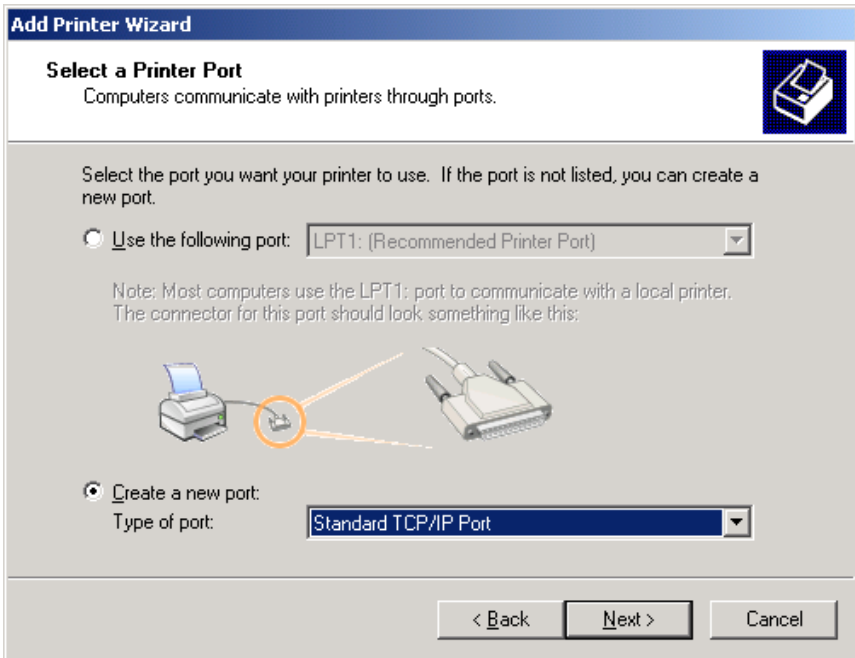 Add Printer Wizard
Select a Printer Port
Computers communicate with printers through ports.
Select the port you want your printer to use. If the port is not listed, you can create a
new port.
Use the following port: LPT1: (Recommended Printer Port)
Note: Most computers use the LPT1: port to communicate with a local printer.
The connector for this port should look something like this:
Create a new port:
Type of port: Standard TCP/IP Port
< Back Next > Cancel